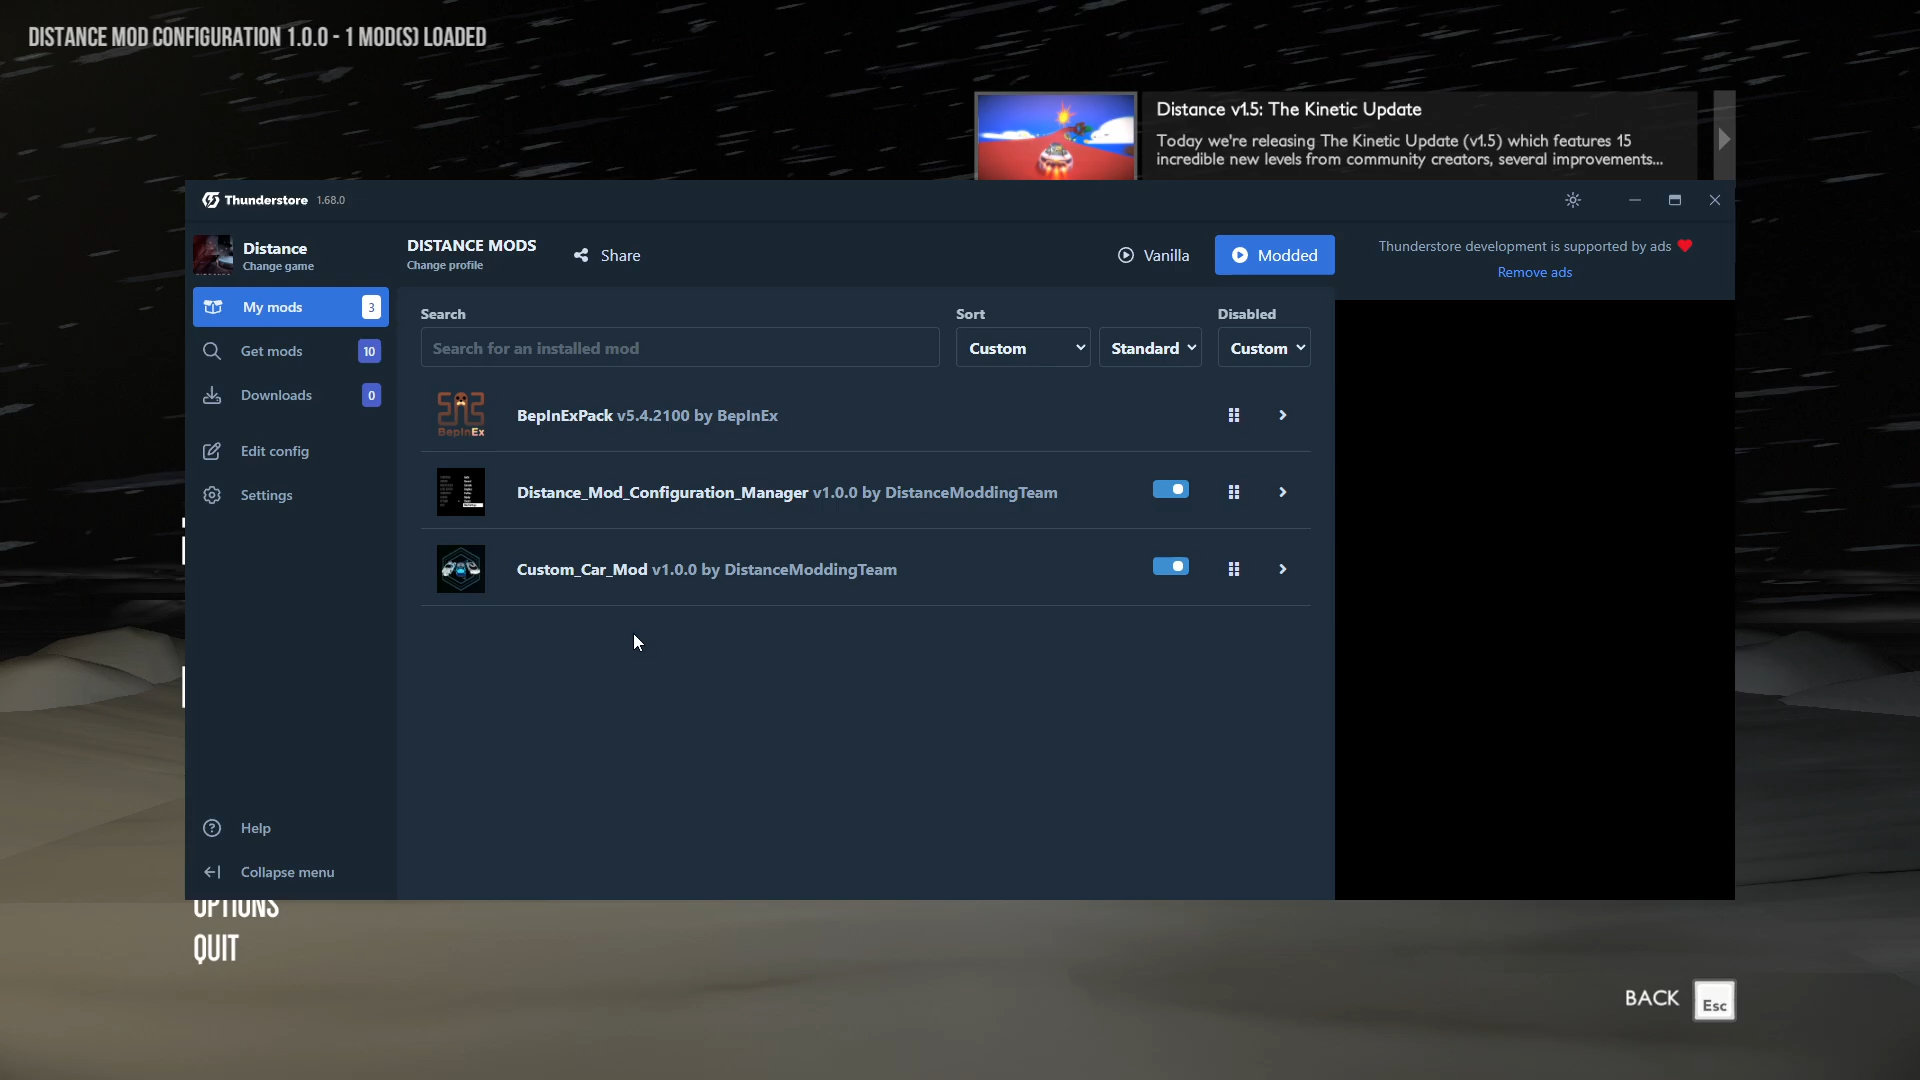 DISTANCE MOD CONFIGURATION 1.0.0 - 1 MOD(S) LOADED
Distance v1.5: The Kinetic Update
Today we're releasing The Kinetic Update (v1.5) which features 15
incredible new levels from community creators, several improvements...
Thunderstore 1.68.0
Distance
Change game
DISTANCE MODS
Change profile
Share
Vanilla
Modded
Thunderstore development is supported by ads
Remove ads
My mods 3
Get mods 10
Downloads 0
Edit config
Settings
Help
Collapse menu
Search
Search for an installed mod
Sort
Custom
Standard
Disabled
Custom
BepInEx
BepInExPack v5.4.2100 by BepInEx
Distance_Mod_Configuration_Manager v1.0.0 by DistanceModdingTeam
Custom_Car_Mod v1.0.0 by DistanceModdingTeam
OPTIONS
QUIT
BACK Esc